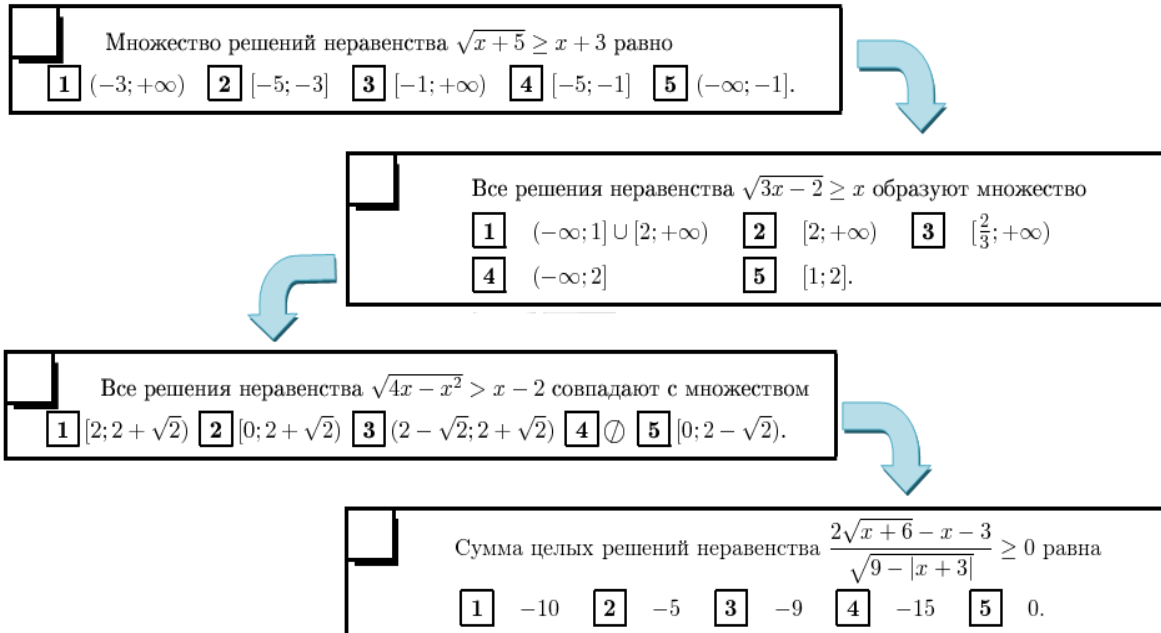 Множество решений неравенства √(x + 5) ≥ x + 3 равно
1 (−3; +∞) 2 [−5; −3] 3 [−1; +∞) 4 [−5; −1] 5 (−∞; −1].
Все решения неравенства √(3x − 2) ≥ x образуют множество
1 (−∞; 1] ∪ [2; +∞) 2 [2; +∞) 3 [2/3; +∞)
4 (−∞; 2] 5 [1; 2].
Все решения неравенства √(4x − x²) > x − 2 совпадают с множеством
1 [2; 2 + √2) 2 [0; 2 + √2) 3 (2 − √2; 2 + √2) 4 ∅ 5 [0; 2 − √2).
Сумма целых решений неравенства (2√(x + 6) − x − 3)/√(9 − |x + 3|) ≥ 0 равна
1 −10 2 −5 3 −9 4 −15 5 0.